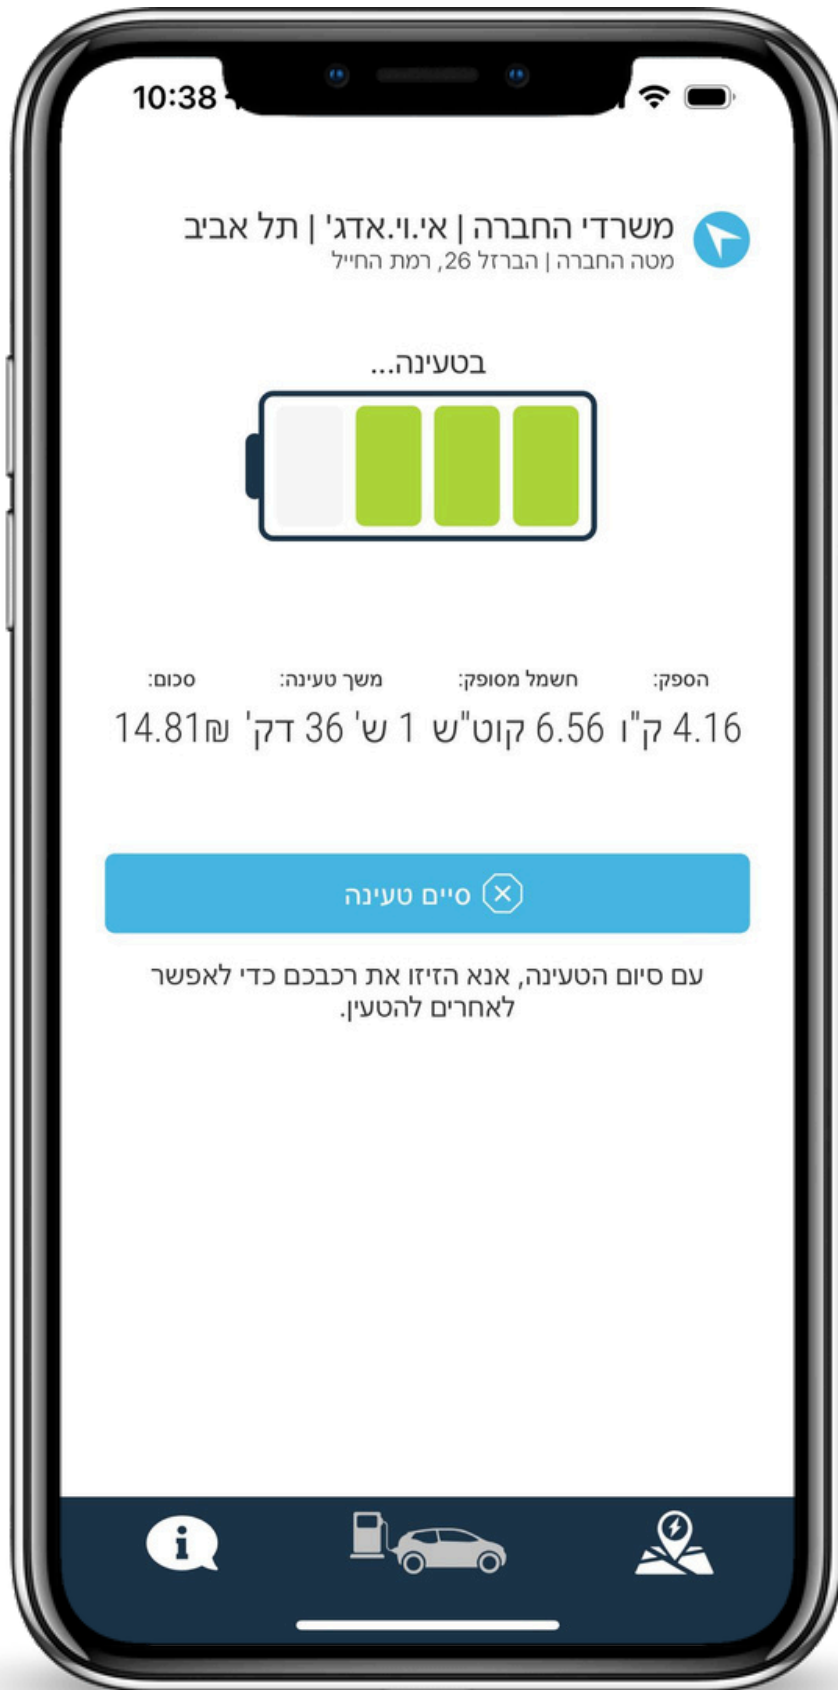 10:38
משרדי החברה | אי.וי.אדג' | תל אביב
מטה החברה | הברזל 26, רמת החייל
בטעינה...
הספק: חשמל מסופק: משך טעינה: סכום:
4.16 ק"ו 6.56 קוט"ש 1 ש' 36 דק' 14.81₪
סיים טעינה
עם סיום הטעינה, אנא הזיזו את רכבכם כדי לאפשר
לאחרים להטעין.